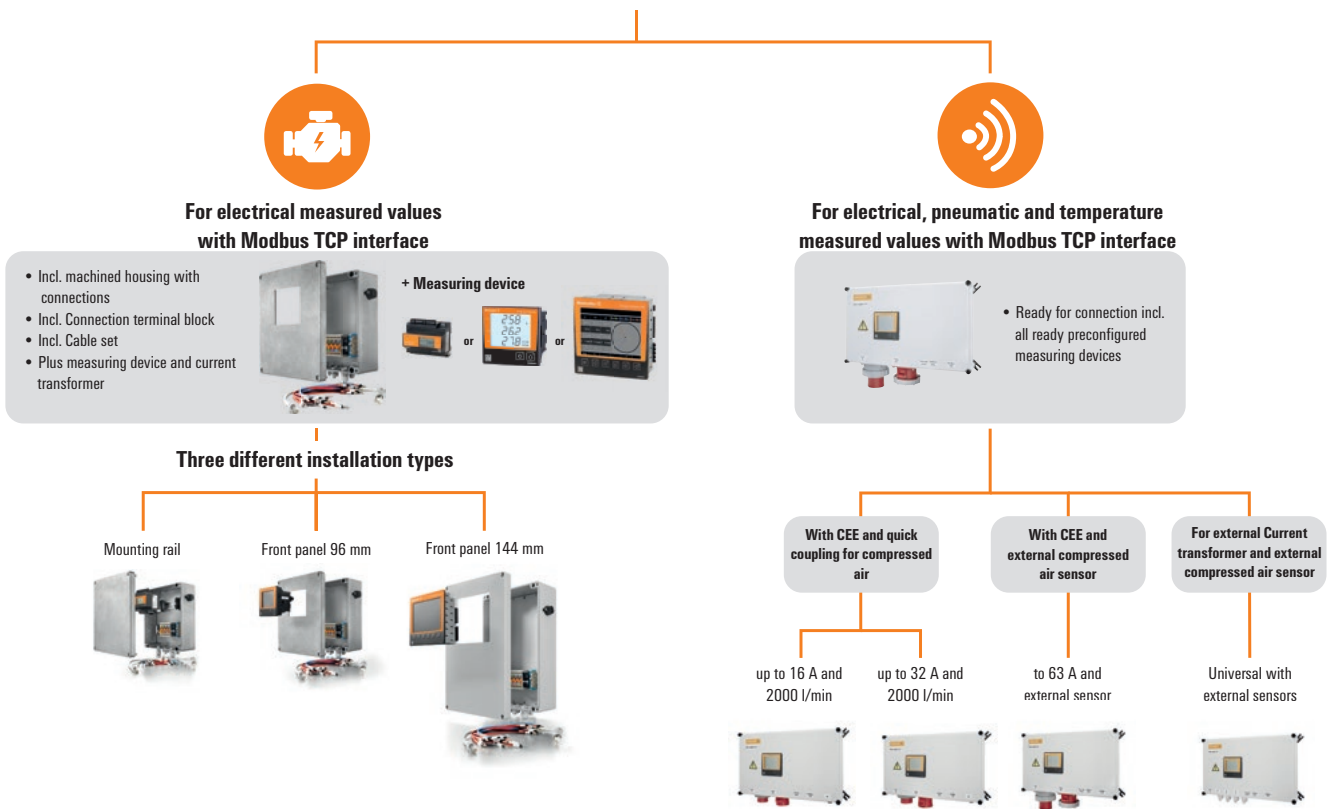 For electrical measured values
with Modbus TCP interface
• Incl. machined housing with
connections
• Incl. Connection terminal block
• Incl. Cable set
• Plus measuring device and current
transformer
+ Measuring device
or
or
Three different installation types
Mounting rail
Front panel 96 mm
Front panel 144 mm
For electrical, pneumatic and temperature
measured values with Modbus TCP interface
• Ready for connection incl.
all ready preconfigured
measuring devices
With CEE and quick
coupling for compressed
air
With CEE and
external compressed
air sensor
For external Current
transformer and external
compressed air sensor
up to 16 A and
2000 l/min
up to 32 A and
2000 l/min
to 63 A and
external sensor
Universal with
external sensors